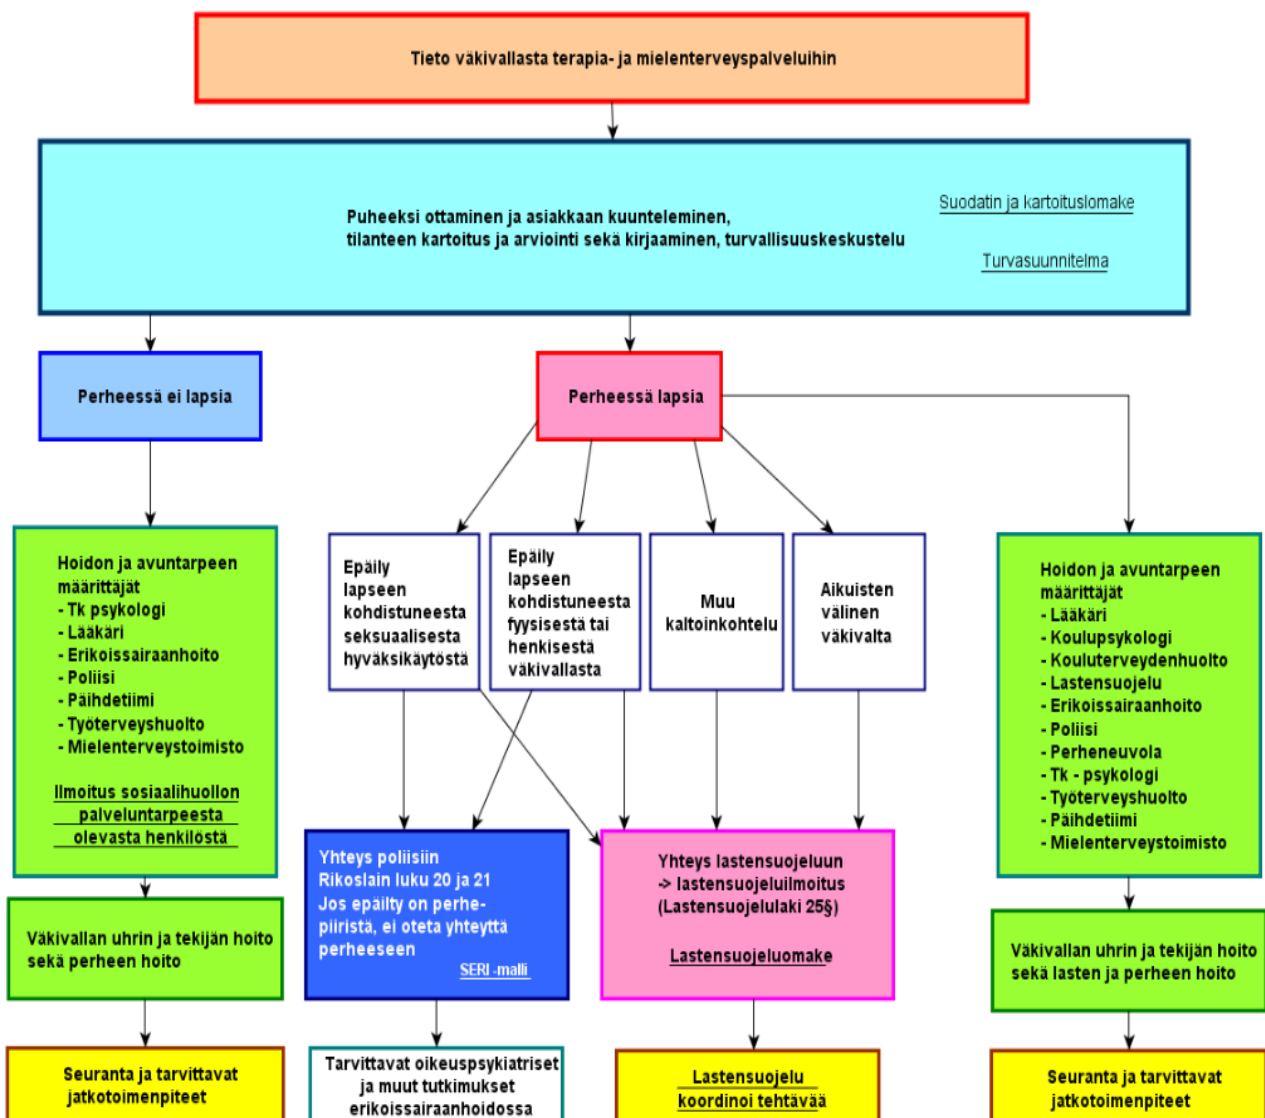 Tieto väkivallasta terapia- ja mielenterveyspalveluihin
Puheeksi ottaminen ja asiakkaan kuunteleminen,
tilanteen kartoitus ja arviointi sekä kirjaaminen, turvallisuuskeskustelu
Suodatin ja kartoituslomake
Turvasuunnitelma
Perheessä ei lapsia
Perheessä lapsia
Hoidon ja avuntarpeen
määrittäjät
- Tk psykologi
- Lääkäri
- Erikoissairaanhoito
- Poliisi
- Päihdetiimi
- Työterveyshuolto
- Mielenterveystoimisto
Ilmoitus sosiaalihuollon
palveluntarpeesta
olevasta henkilöstä
Epäily
lapseen
kohdistuneesta
seksuaalisesta
hyväksikäytöstä
Epäily
lapseen
kohdistuneesta
fyysisestä tai
henkisestä
väkivallasta
Muu
kaltoinkohtelu
Aikuisten
välinen
väkivalta
Hoidon ja avuntarpeen
määrittäjät
- Lääkäri
- Koulupsykologi
- Kouluterveydenhuolto
- Lastensuojelu
- Erikoissairaanhoito
- Poliisi
- Perheneuvola
- Tk - psykologi
- Työterveyshuolto
- Päihdetiimi
- Mielenterveystoimisto
Yhteys poliisiin
Rikoslain luku 20 ja 21
Jos epäilty on perhe-
piiristä, ei oteta yhteyttä
perheeseen
SERI -malli
Yhteys lastensuojeluun
-> lastensuojeluilmoitus
(Lastensuojelulaki 25§)
Lastensuojeluomake
Väkivallan uhrin ja tekijän hoito
sekä perheen hoito
Väkivallan uhrin ja tekijän hoito
sekä lasten ja perheen hoito
Seuranta ja tarvittavat
jatkotoimenpiteet
Tarvittavat oikeuspsykiatriset
ja muut tutkimukset
erikoissairaanhoidossa
Lastensuojelu
koordinoi tehtävää
Seuranta ja tarvittavat
jatkotoimenpiteet